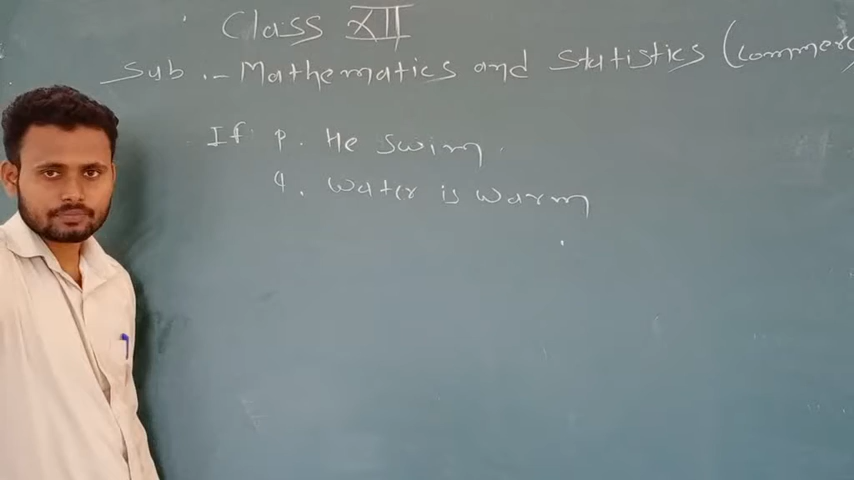 Class XII
Sub :- Mathematics and Statistics (commerce
If p. He swim.
q. Water is warm